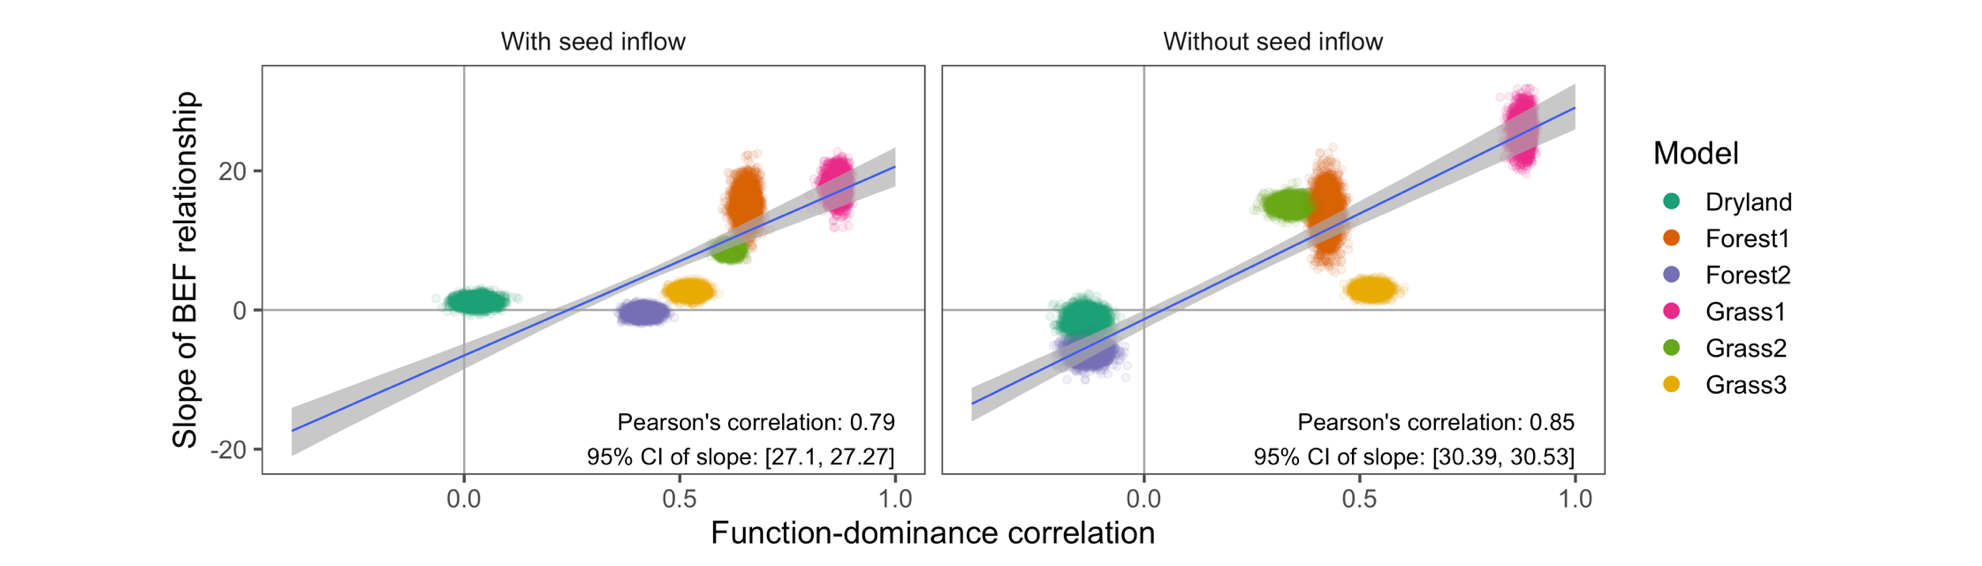 With seed inflow
Without seed inflow
Slope of BEF relationship
20
0
-20
Pearson's correlation: 0.79
95% CI of slope: [27.1, 27.27]
Pearson's correlation: 0.85
95% CI of slope: [30.39, 30.53]
0.0
0.5
1.0
0.0
0.5
1.0
Function-dominance correlation
Model
Dryland
Forest1
Forest2
Grass1
Grass2
Grass3